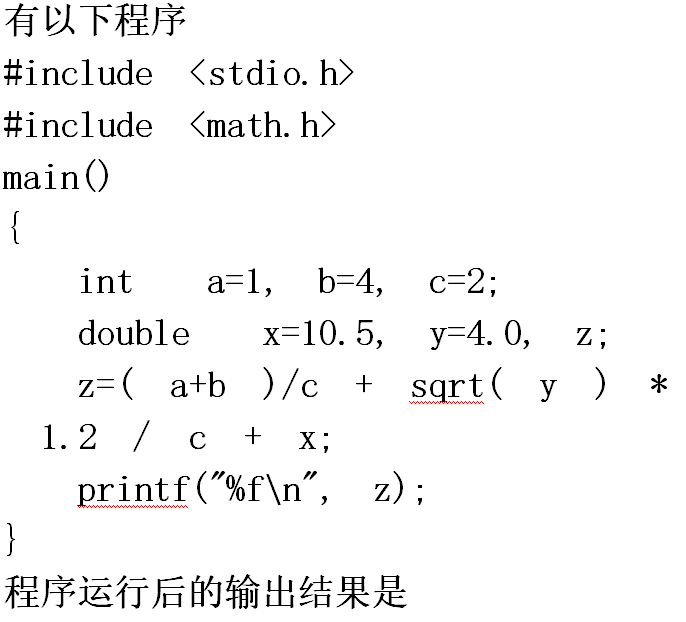 有以下程序
#include <stdio.h>
#include <math.h>
main()
{
int a=1, b=4, c=2;
double x=10.5, y=4.0, z;
z=( a+b )/c + sqrt( y ) *
1.2 / c + x;
printf("%f\n", z);
}
程序运行后的输出结果是